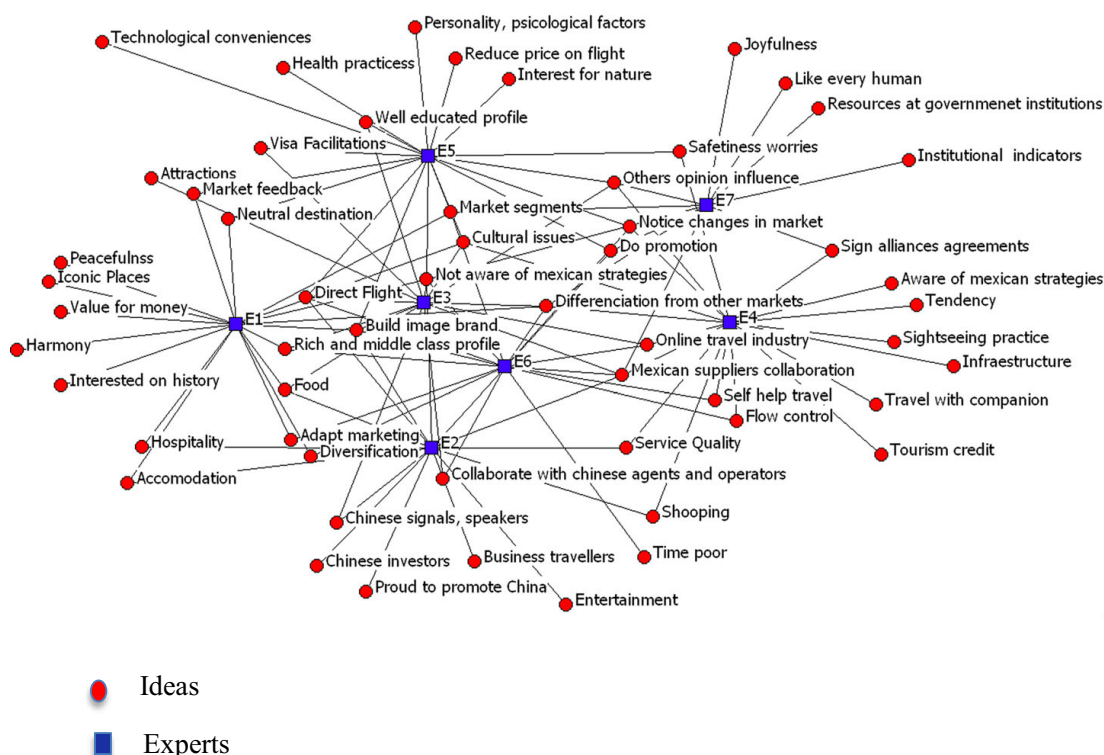 Personality, psicological factors
Technological conveniences
Joyfulness
Reduce price on flight
Health practicess
Interest for nature
Like every human
Resources at governmenet institutions
Well educated profile
Visa Facilitations
E5
Safetiness worries
Institutional indicators
Attractions
Others opinion influence
Market feedback
E7
Market segments
Neutral destination
Notice changes in market
Cultural issues
Do promotion
Sign alliances agreements
Peacefulnss
Iconic Places
Not aware of mexican strategies
Aware of mexican strategies
Direct Flight
E3
Differenciation from other markets
Tendency
Value for money
E1
Build image brand
E4
Harmony
Rich and middle class profile
Online travel industry
Sightseeing practice
E6
Mexican suppliers collaboration
Infraestructure
Interested on history
Food
Self help travel
Travel with companion
Flow control
Adapt marketing
Hospitality
E2
Service Quality
Diversification
Tourism credit
Accomodation
Collaborate with chinese agents and operators
Chinese signals, speakers
Shooping
Chinese investors
Business travellers
Time poor
Proud to promote China
Entertainment
Ideas
Experts